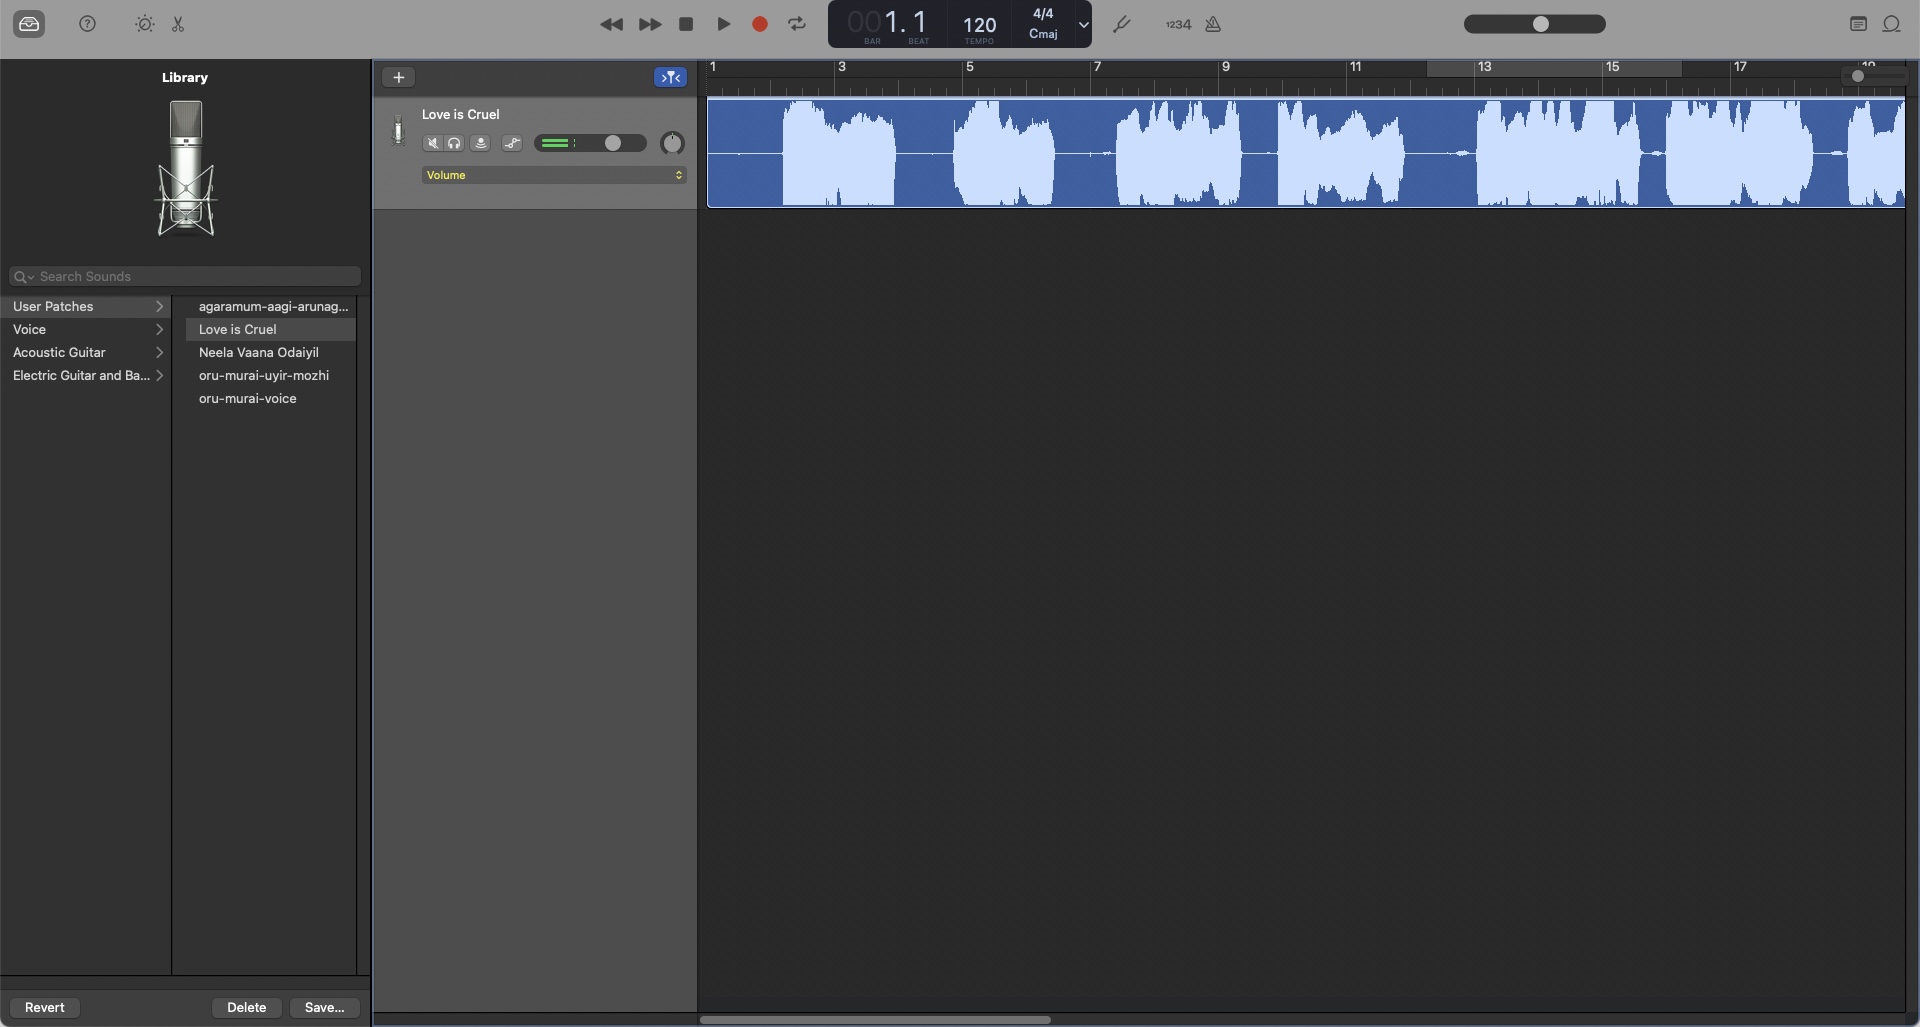 001.1
BAR
BEAT
120
TEMPO
4/4
Cmaj
1234
Library
Search Sounds
User Patches
Voice
Acoustic Guitar
Electric Guitar and Ba...
agaramum-aagi-arunag...
Love is Cruel
Neela Vaana Odaiyil
oru-murai-uyir-mozhi
oru-murai-voice
Revert
Delete
Save...
+
1 3 5 7 9 11 13 15 17 19
Love is Cruel
Volume